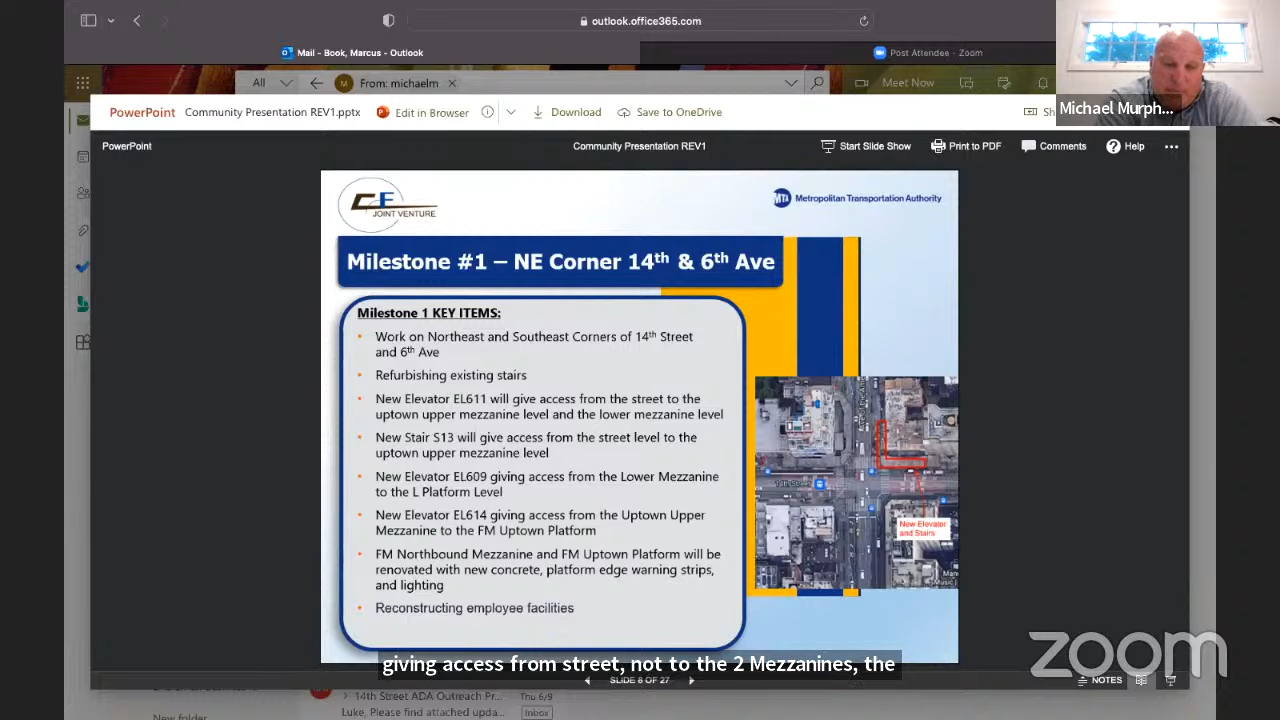 outlook.office365.com
Mail - Book, Marcus - Outlook
Post Attendee - Zoom
All
M
From: michaelm
Meet Now
Michael Murph...
PowerPoint
Community Presentation REV1.pptx
Edit in Browser
Download
Save to OneDrive
Sh
PowerPoint
Community Presentation REV1
Start Slide Show
Print to PDF
Comments
Help
JOINT VENTURE
MTA Metropolitan Transportation Authority
Milestone #1 – NE Corner 14th & 6th Ave
Milestone 1 KEY ITEMS:
Work on Northeast and Southeast Corners of 14th Street
and 6th Ave
Refurbishing existing stairs
New Elevator EL611 will give access from the street to the
uptown upper mezzanine level and the lower mezzanine level
New Stair S13 will give access from the street level to the
uptown upper mezzanine level
New Elevator EL609 giving access from the Lower Mezzanine
to the L Platform Level
New Elevator EL614 giving access from the Uptown Upper
Mezzanine to the FM Uptown Platform
FM Northbound Mezzanine and FM Uptown Platform will be
renovated with new concrete, platform edge warning strips,
and lighting
Reconstructing employee facilities
14th Street
New Elevator
and Stairs
giving access from street, not to the 2 Mezzanines, the
SLIDE 8 OF 27
NOTES
zoom
14th Street ADA Outreach Pr...
Thu 6/9
Luke, Please find attached upda...
Inbox
New folder